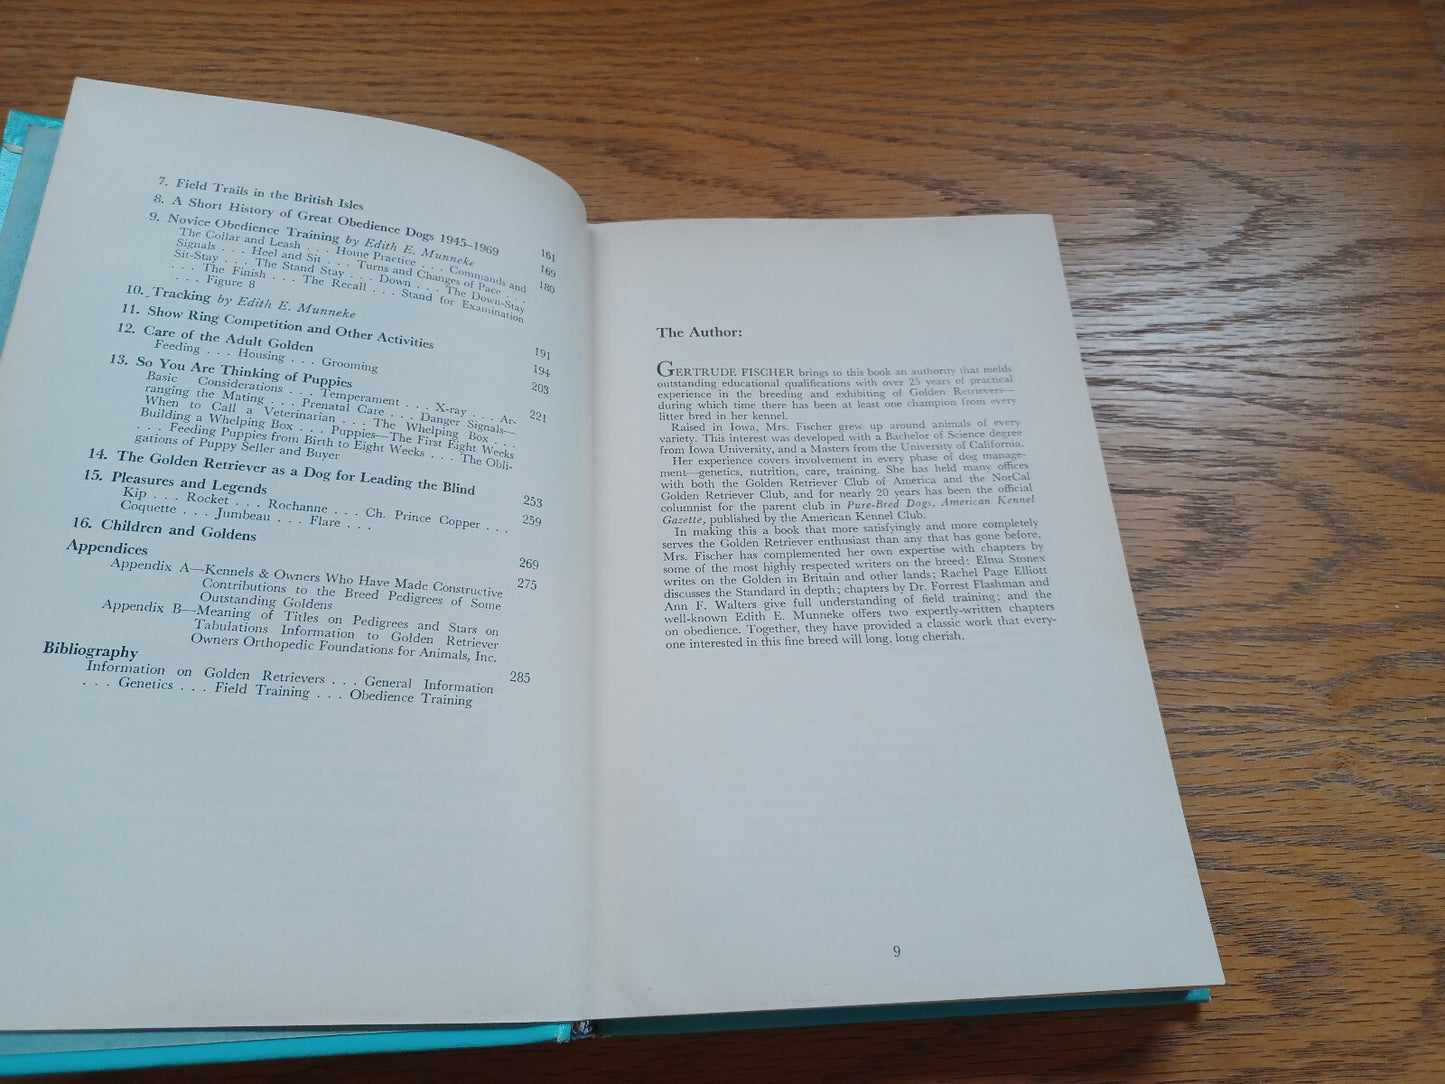 7. Field Trails in the British Isles 161
8. A Short History of Great Obedience Dogs 1945–1969 169
9. Novice Obedience Training by Edith E. Munneke 180
The Collar and Leash . . . Home Practice . . . Commands and
Signals . . . Heel and Sit . . . Turns and Changes of Pace . . .
Sit-Stay . . . The Stand Stay . . . Down . . . The Down-Stay
. . . The Finish . . . The Recall . . . Stand for Examination
. . . Figure 8
10. Tracking by Edith E. Munneke 191
11. Show Ring Competition and Other Activities 194
12. Care of the Adult Golden 203
Feeding . . . Housing . . . Grooming
13. So You Are Thinking of Puppies 221
Basic Considerations . . . Temperament . . . X-ray . . . Ar-
ranging the Mating . . . Prenatal Care . . . Danger Signals—
When to Call a Veterinarian . . . The Whelping Box . . .
Building a Whelping Box . . . Puppies—The First Eight Weeks
. . . Feeding Puppies from Birth to Eight Weeks . . . The Obli-
gations of Puppy Seller and Buyer
14. The Golden Retriever as a Dog for Leading the Blind 253
15. Pleasures and Legends 259
Kip . . . Rocket . . . Rochanne . . . Ch. Prince Copper . . .
Coquette . . . Jumbeau . . . Flare . . .
16. Children and Goldens 269
Appendices 275
Appendix A—Kennels & Owners Who Have Made Constructive
Contributions to the Breed Pedigrees of Some
Outstanding Goldens
Appendix B—Meaning of Titles on Pedigrees and Stars on
Tabulations Information to Golden Retriever
Owners Orthopedic Foundations for Animals, Inc.
Bibliography 285
Information on Golden Retrievers . . . General Information
. . . Genetics . . . Field Training . . . Obedience Training
The Author:
GERTRUDE FISCHER brings to this book an authority that melds
outstanding educational qualifications with over 25 years of practical
experience in the breeding and exhibiting of Golden Retrievers—
during which time there has been at least one champion from every
litter bred in her kennel.
Raised in Iowa, Mrs. Fischer grew up around animals of every
variety. This interest was developed with a Bachelor of Science degree
from Iowa University, and a Masters from the University of California.
Her experience covers involvement in every phase of dog manage-
ment—genetics, nutrition, care, training. She has held many offices
with both the Golden Retriever Club of America and the NorCal
Golden Retriever Club, and for nearly 20 years has been the official
columnist for the parent club in Pure-Bred Dogs, American Kennel
Gazette, published by the American Kennel Club.
In making this a book that more satisfyingly and more completely
serves the Golden Retriever enthusiast than any that has gone before,
Mrs. Fischer has complemented her own expertise with chapters by
some of the most highly respected writers on the breed: Elma Stonex
writes on the Golden in Britain and other lands; Rachel Page Elliott
discusses the Standard in depth; chapters by Dr. Forrest Flashman and
Ann F. Walters give full understanding of field training; and the
well-known Edith E. Munneke offers two expertly-written chapters
on obedience. Together, they have provided a classic work that every-
one interested in this fine breed will long, long cherish.
9